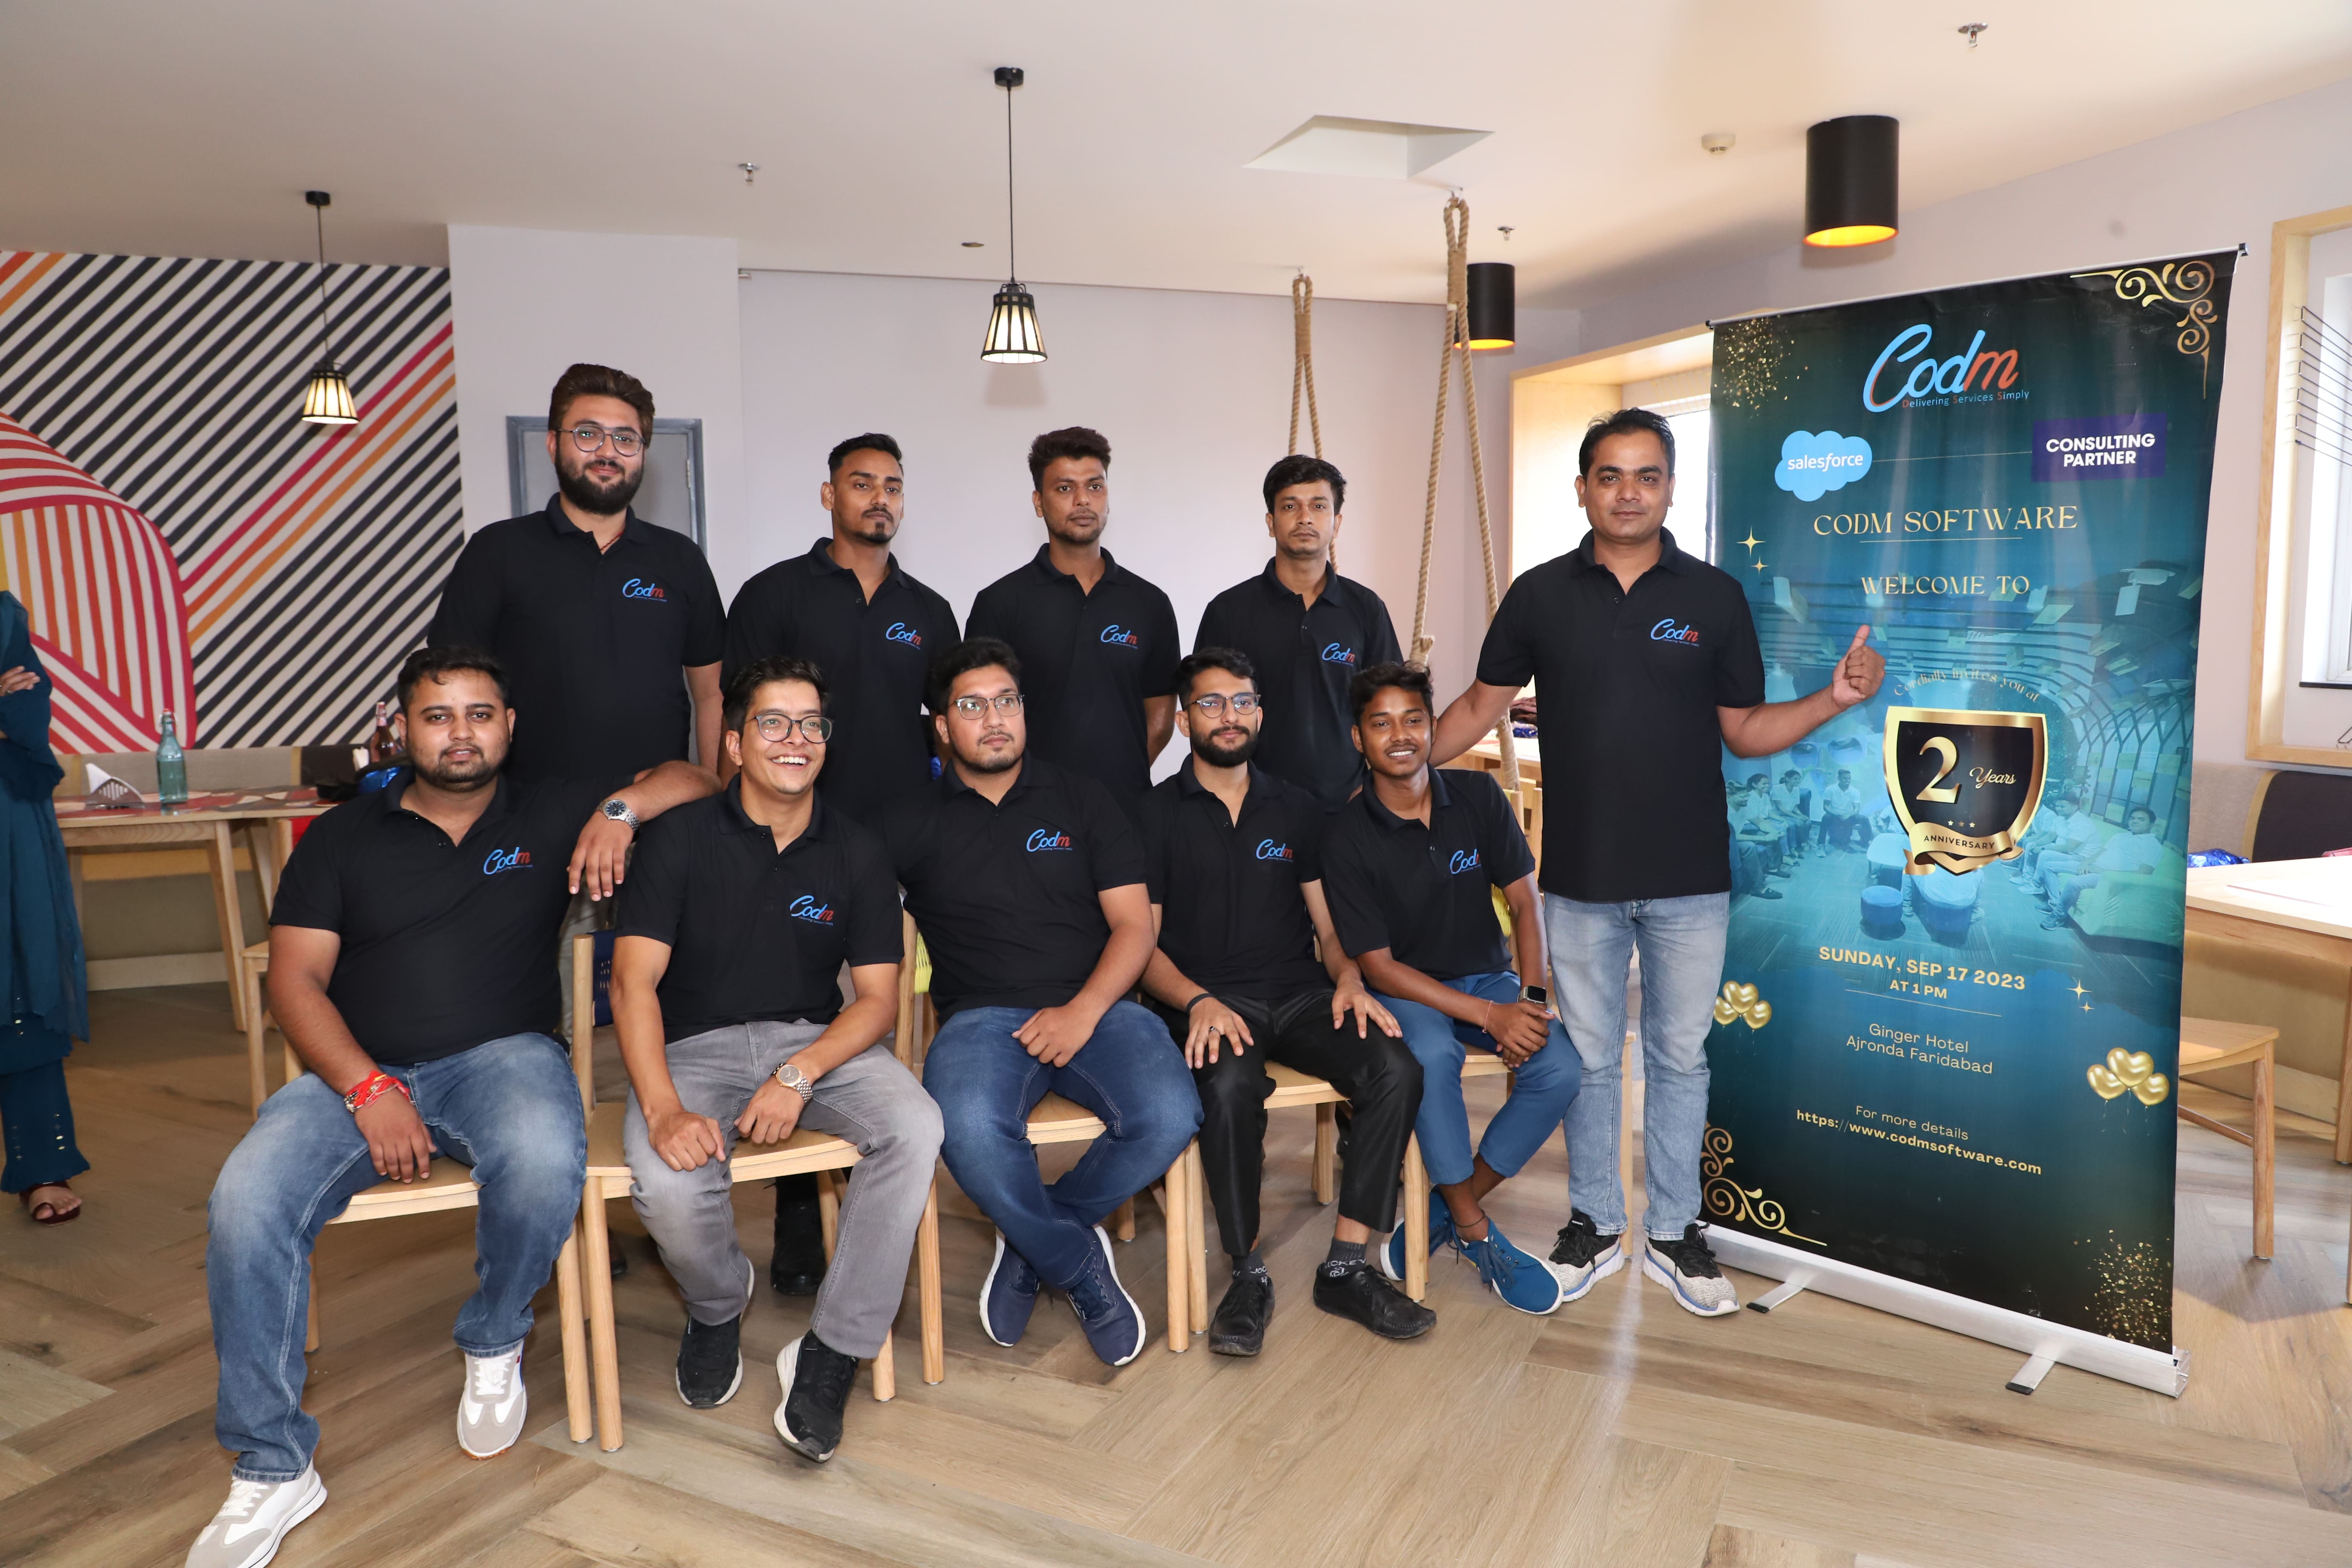 Codm
Delivering Services Simply
salesforce
CONSULTING
PARTNER
CODM SOFTWARE
WELCOME TO
Cordially invites you at
2 Years
ANNIVERSARY
SUNDAY, SEP 17 2023
AT 1 PM
Ginger Hotel
Ajronda Faridabad
For more details
https://www.codmsoftware.com
Codm
Codm
Codm
Codm
Codm
Codm
Codm
Codm
Codm
Cod